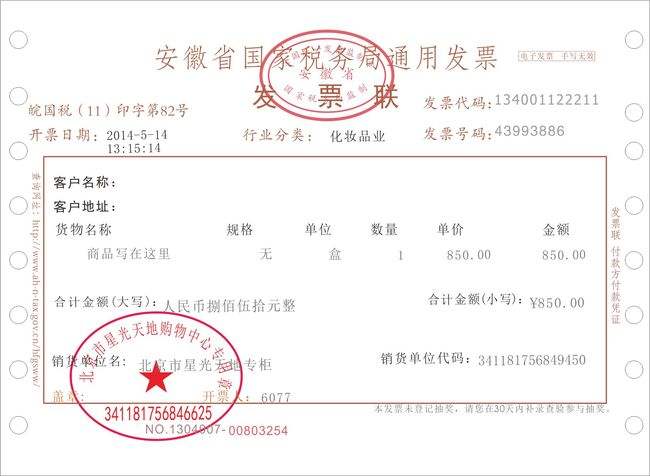 安徽省国家税务局通用发票
电子发票 手写无效
全国统一发票监制
安徽省
国家税务局监制
发票联
发票代码:134001122211
皖国税（11）印字第82号
开票日期: 2014-5-14
13:15:14
行业分类: 化妆品业
发票号码:43993886
查询网址: http://www.ah-n-tax.gov.cn/hfgsww/
客户名称:
客户地址:
货物名称 规格 单位 数量 单价 金额
商品写在这里 无 盒 1 850.00 850.00
合计金额(大写): 人民币捌佰伍拾元整 合计金额(小写): ¥850.00
销货单位名: 北京市星光天地专柜 销货单位代码: 341181756849450
盖章: 开票人: 6077
北京市星光天地购物中心专用章
341181756846625
本发票未登记抽奖，请您在30天内补录查验参与抽奖。
NO.1304007-00803254
发票联 付款方付款凭证